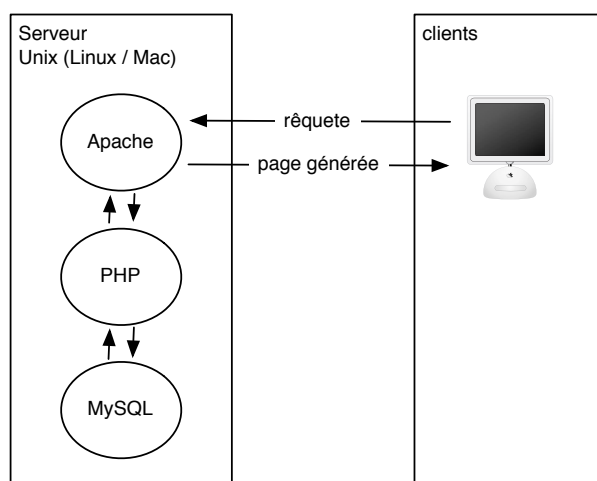 Serveur
Unix (Linux / Mac)
clients
rêquete
Apache
page générée
PHP
MySQL